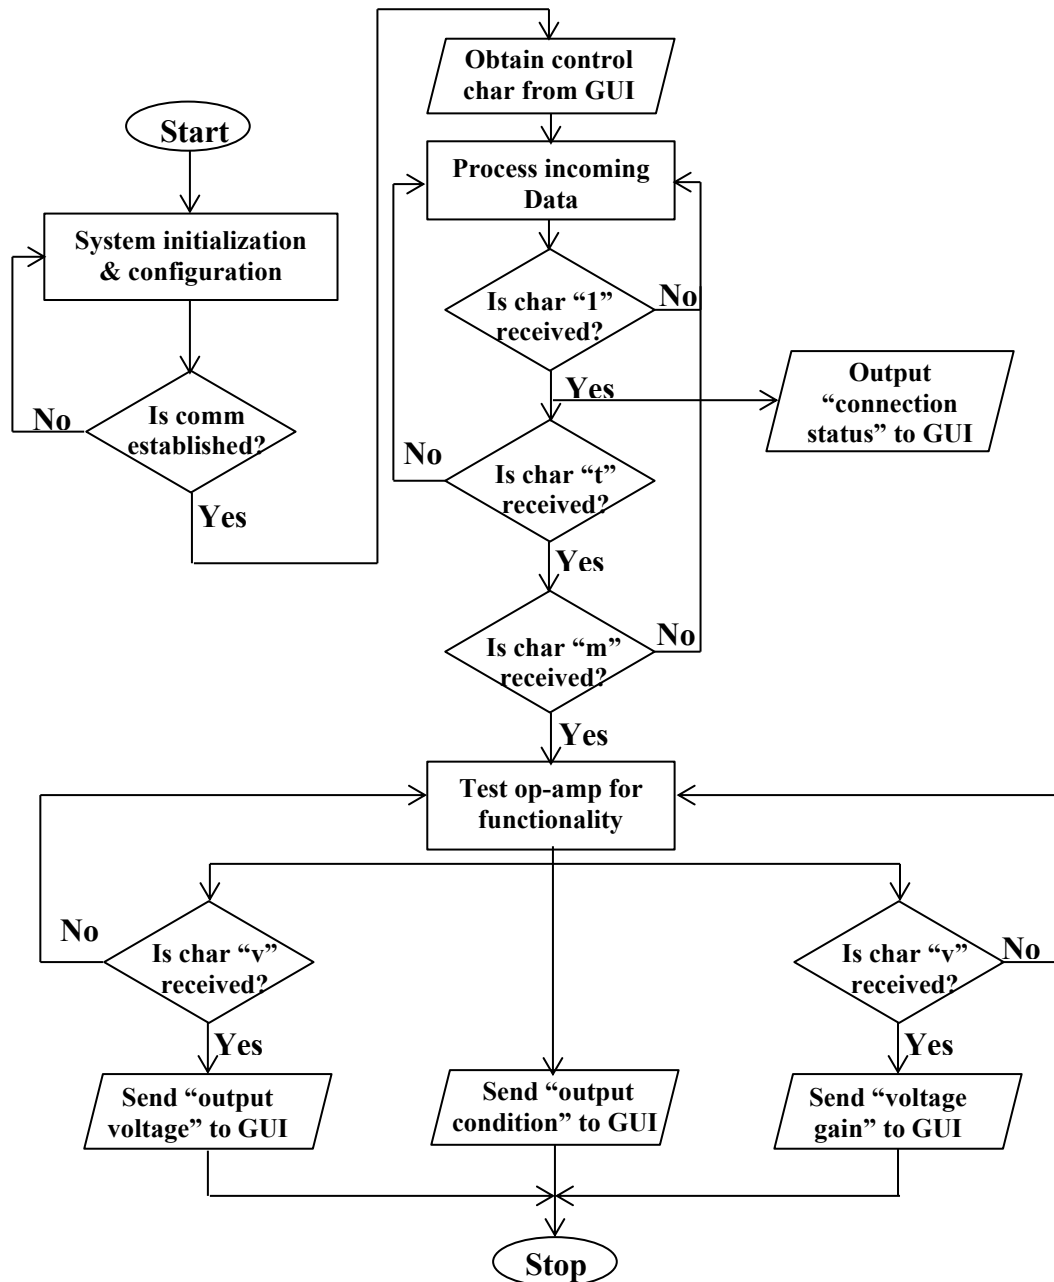 Start
System initialization
& configuration
Is comm
established?
No
Yes
Obtain control
char from GUI
Process incoming
Data
Is char “1”
received?
No
Yes
Output
“connection
status” to GUI
Is char “t”
received?
No
Yes
Is char “m”
received?
No
Yes
Test op-amp for
functionality
Is char “v”
received?
No
Yes
Send “output
voltage” to GUI
Send “output
condition” to GUI
Is char “v”
received?
No
Yes
Send “voltage
gain” to GUI
Stop